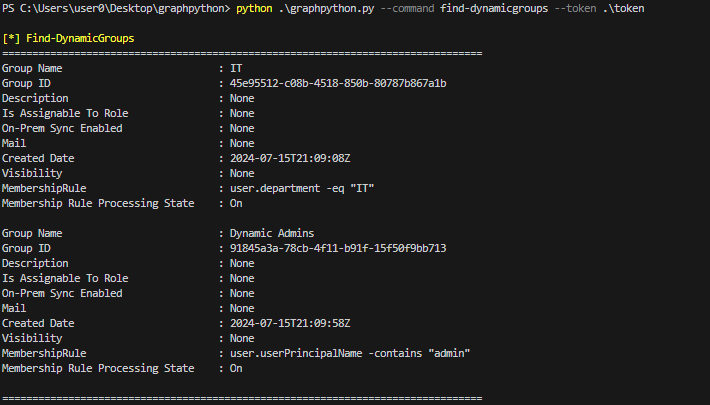 PS C:\Users\user0\Desktop\graphpython> python .\graphpython.py --command find-dynamicgroups --token .\token
[*] Find-DynamicGroups
================================================================================
Group Name : IT
Group ID : 45e95512-c08b-4518-850b-80787b867a1b
Description : None
Is Assignable To Role : None
On-Prem Sync Enabled : None
Mail : None
Created Date : 2024-07-15T21:09:08Z
Visibility : None
MembershipRule : user.department -eq "IT"
Membership Rule Processing State : On
Group Name : Dynamic Admins
Group ID : 91845a3a-78cb-4f11-b91f-15f50f9bb713
Description : None
Is Assignable To Role : None
On-Prem Sync Enabled : None
Mail : None
Created Date : 2024-07-15T21:09:58Z
Visibility : None
MembershipRule : user.userPrincipalName -contains "admin"
Membership Rule Processing State : On
================================================================================